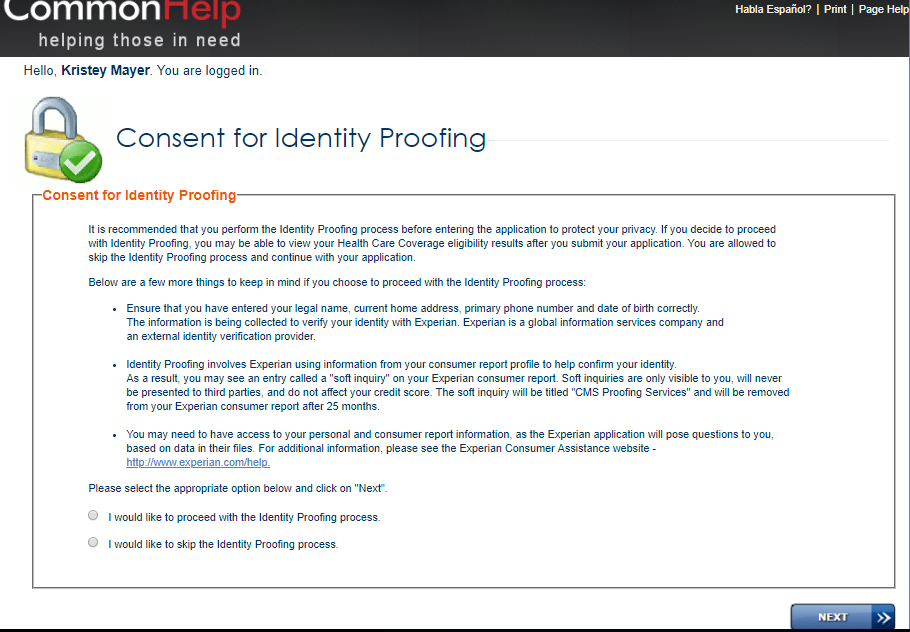 CommonHelp
Habla Español? | Print | Page Help
helping those in need
Hello, Kristey Mayer. You are logged in.
Consent for Identity Proofing
Consent for Identity Proofing
It is recommended that you perform the Identity Proofing process before entering the application to protect your privacy. If you decide to proceed
with Identity Proofing, you may be able to view your Health Care Coverage eligibility results after you submit your application. You are allowed to
skip the Identity Proofing process and continue with your application.
Below are a few more things to keep in mind if you choose to proceed with the Identity Proofing process:
• Ensure that you have entered your legal name, current home address, primary phone number and date of birth correctly.
The information is being collected to verify your identity with Experian. Experian is a global information services company and
an external identity verification provider.
• Identity Proofing involves Experian using information from your consumer report profile to help confirm your identity.
As a result, you may see an entry called a "soft inquiry" on your Experian consumer report. Soft inquiries are only visible to you, will never
be presented to third parties, and do not affect your credit score. The soft inquiry will be titled "CMS Proofing Services" and will be removed
from your Experian consumer report after 25 months.
• You may need to have access to your personal and consumer report information, as the Experian application will pose questions to you,
based on data in their files. For additional information, please see the Experian Consumer Assistance website -
http://www.experian.com/help.
Please select the appropriate option below and click on "Next".
I would like to proceed with the Identity Proofing process.
I would like to skip the Identity Proofing process.
NEXT